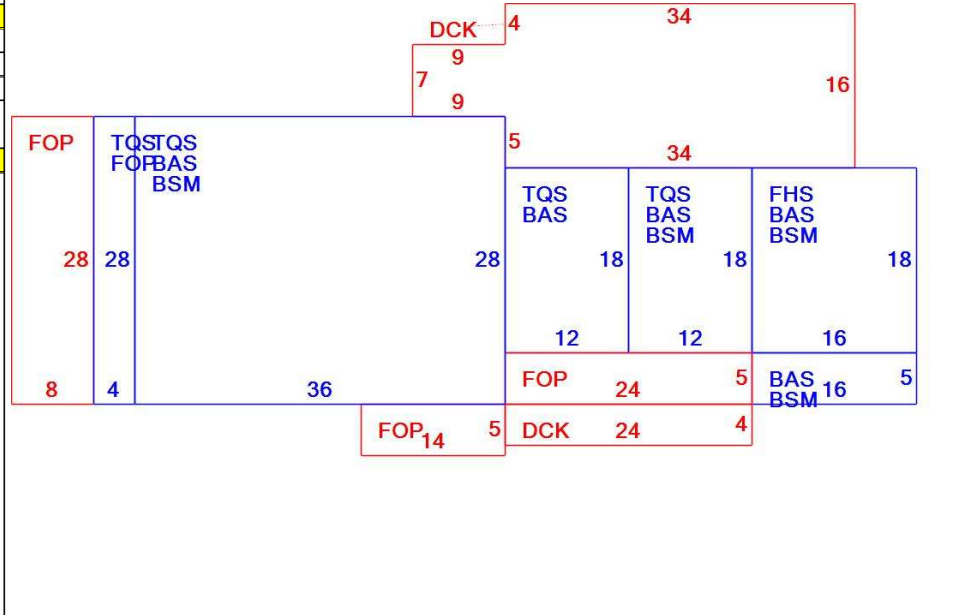 34
DCK 4
9
7
16
9
FOP
TQS
FOP
TQS
BAS
BSM
5
34
TQS
BAS
TQS
BAS
BSM
FHS
BAS
BSM
28
28
28
18
18
18
12
12
16
8
4
36
FOP
24
5
BAS
BSM
16
5
FOP
14
5
DCK
24
4